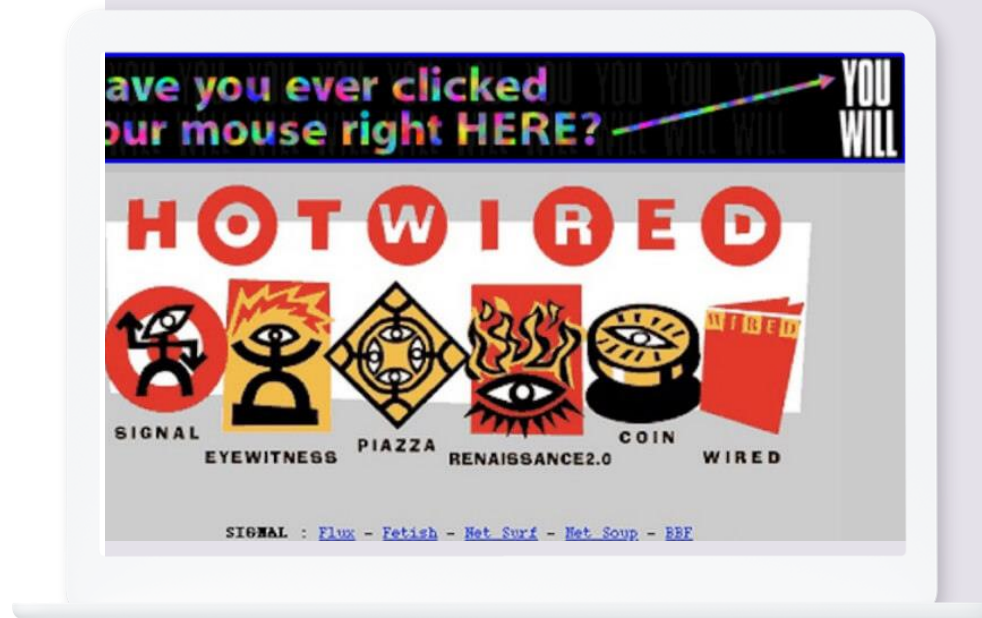 ave you ever clicked
our mouse right HERE?
YOU
WILL
HOTWIRED
WIRED
SIGNAL
EYEWITNESS
PIAZZA
RENAISSANCE2.0
COIN
WIRED
SIGNAL : Flux - Fetish - Net Surf - Net Soup - BBF